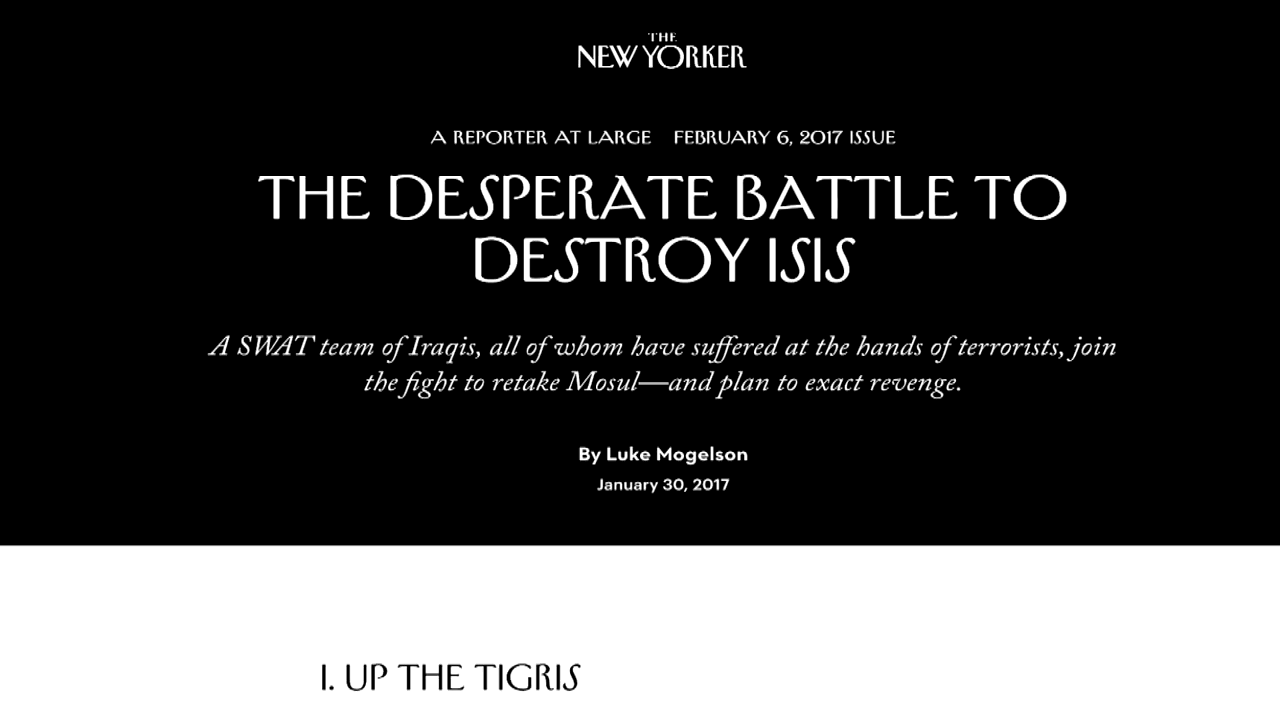 THE
NEW YORKER
A REPORTER AT LARGE FEBRUARY 6, 2017 ISSUE
THE DESPERATE BATTLE TO
DESTROY ISIS
A SWAT team of Iraqis, all of whom have suffered at the hands of terrorists, join
the fight to retake Mosul—and plan to exact revenge.
By Luke Mogelson
January 30, 2017
I. UP THE TIGRIS